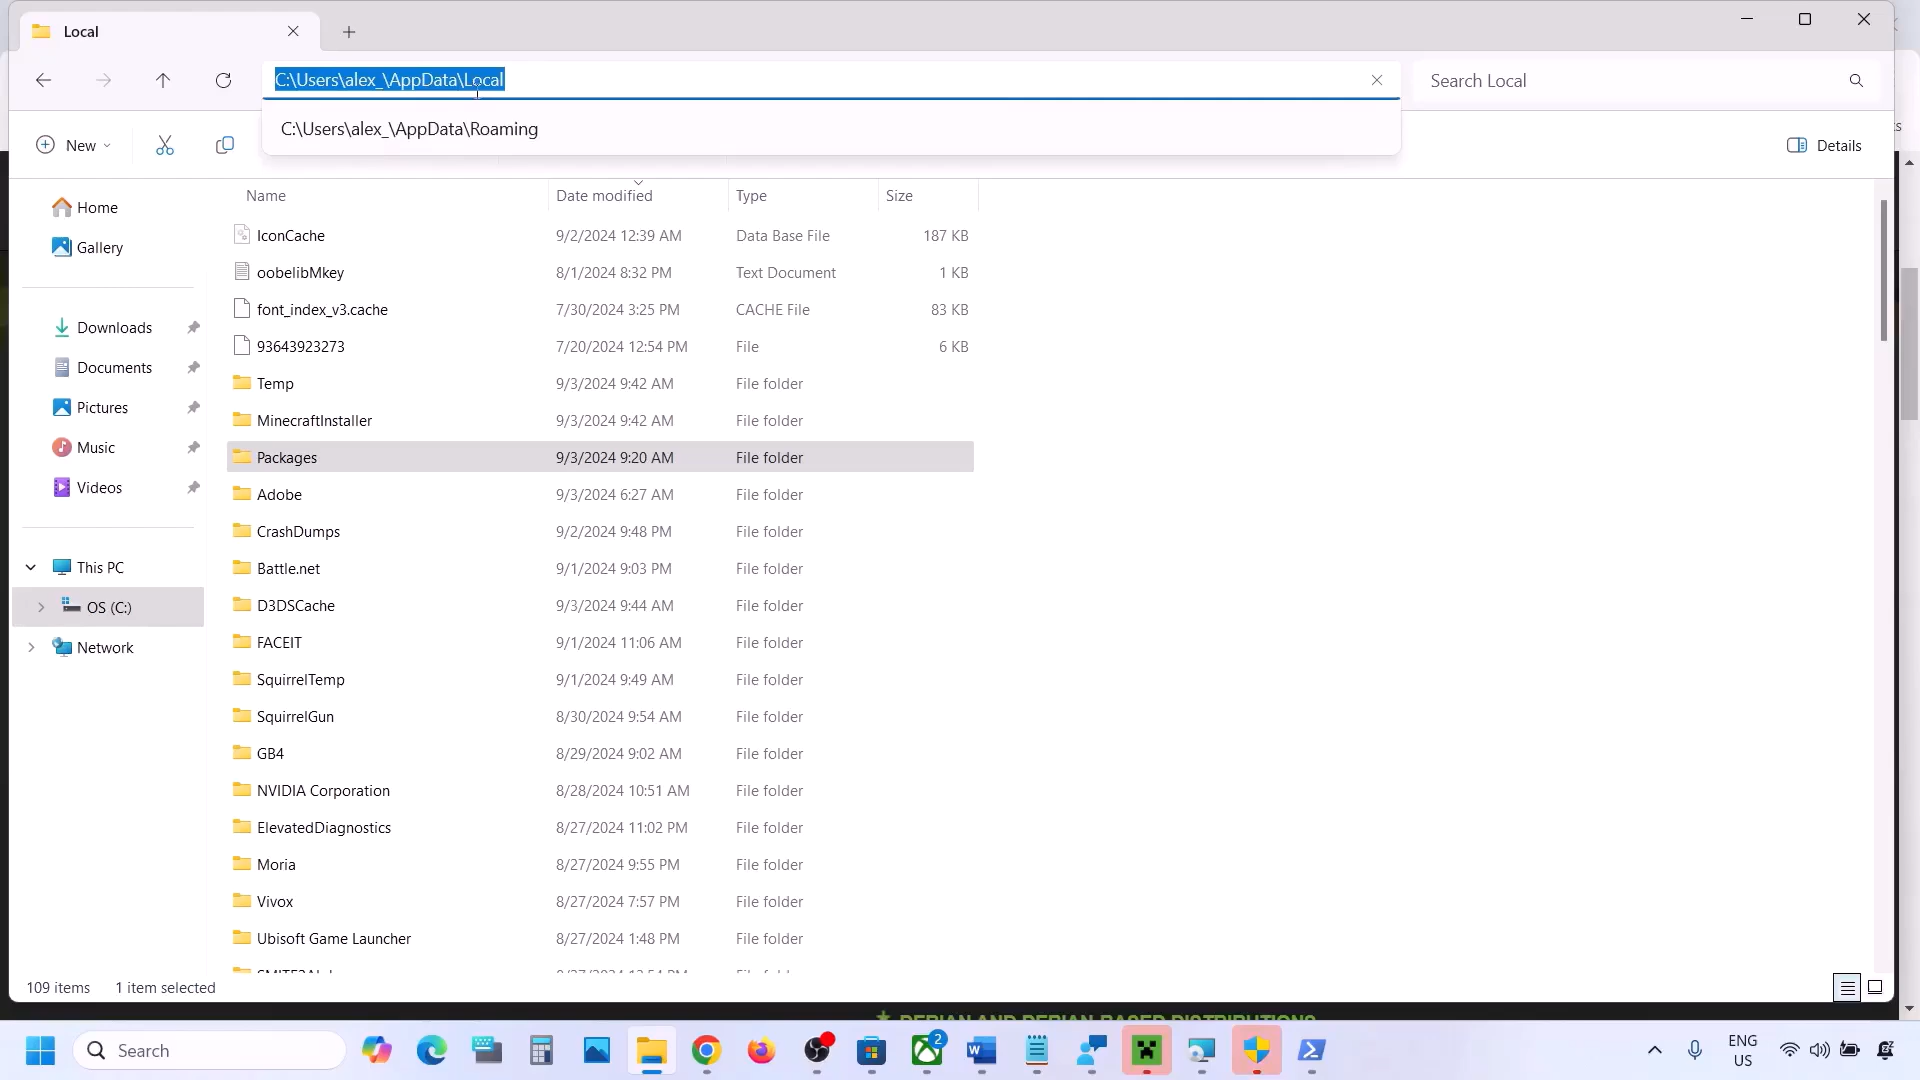 Local
C:\Users\alex_\AppData\Local
Search Local
C:\Users\alex_\AppData\Roaming
New
Details
Name Date modified Type Size
Home
Gallery
Downloads
Documents
Pictures
Music
Videos
This PC
OS (C:)
Network
IconCache 9/2/2024 12:39 AM Data Base File 187 KB
oobelibMkey 8/1/2024 8:32 PM Text Document 1 KB
font_index_v3.cache 7/30/2024 3:25 PM CACHE File 83 KB
93643923273 7/20/2024 12:54 PM File 6 KB
Temp 9/3/2024 9:42 AM File folder
MinecraftInstaller 9/3/2024 9:42 AM File folder
Packages 9/3/2024 9:20 AM File folder
Adobe 9/3/2024 6:27 AM File folder
CrashDumps 9/2/2024 9:48 PM File folder
Battle.net 9/1/2024 9:03 PM File folder
D3DSCache 9/3/2024 9:44 AM File folder
FACEIT 9/1/2024 11:06 AM File folder
SquirrelTemp 9/1/2024 9:49 AM File folder
SquirrelGun 8/30/2024 9:54 AM File folder
GB4 8/29/2024 9:02 AM File folder
NVIDIA Corporation 8/28/2024 10:51 AM File folder
ElevatedDiagnostics 8/27/2024 11:02 PM File folder
Moria 8/27/2024 9:55 PM File folder
Vivox 8/27/2024 7:57 PM File folder
Ubisoft Game Launcher 8/27/2024 1:48 PM File folder
109 items 1 item selected
DEBIAN AND DEBIAN-BASED DISTRIBUTIONS
Search
2
ENG
US